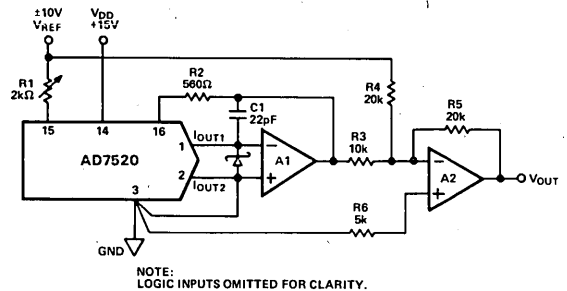 ±10V
VREF
VDD
+15V
R1
2kΩ
R2
560Ω
C1
22pF
R4
20k
R5
20k
15
14
16
1
IOUT1
AD7520
2
IOUT2
3
A1
R3
10k
A2
VOUT
R6
5k
GND
NOTE:
LOGIC INPUTS OMITTED FOR CLARITY.